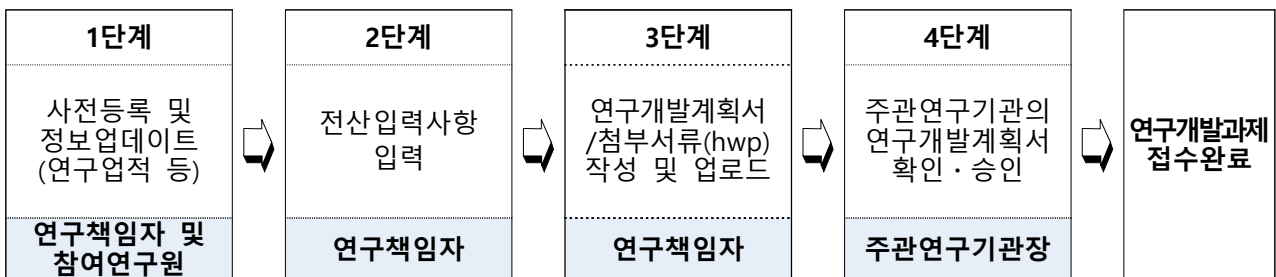 1단계
사전등록 및
정보업데이트
(연구업적 등)
연구책임자 및
참여연구원
2단계
전산입력사항
입력
연구책임자
3단계
연구개발계획서
/첨부서류(hwp)
작성 및 업로드
연구책임자
4단계
주관연구기관의
연구개발계획서
확인・승인
주관연구기관장
연구개발과제
접수완료